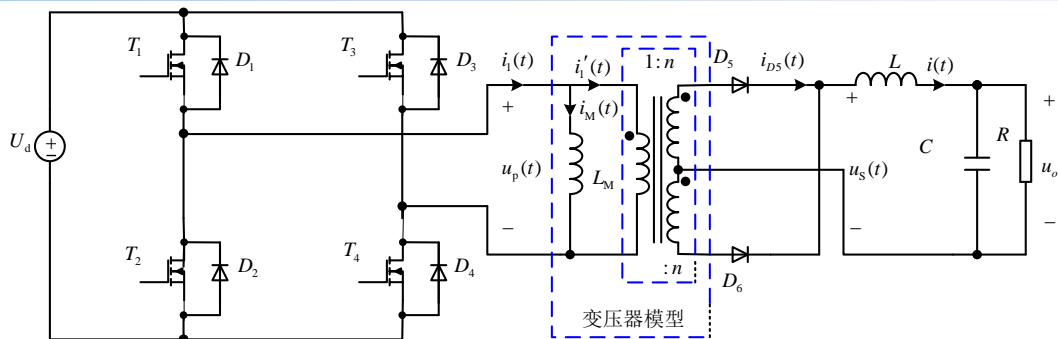 T1
D1
T3
D3
i1(t)
i1′(t)
1:n
D5
iD5(t)
L
i(t)
+
iM(t)
+
+
Ud
+
−
up(t)
LM
uS(t)
C
R
uo
−
−
−
T2
D2
T4
D4
:n
D6
变压器模型